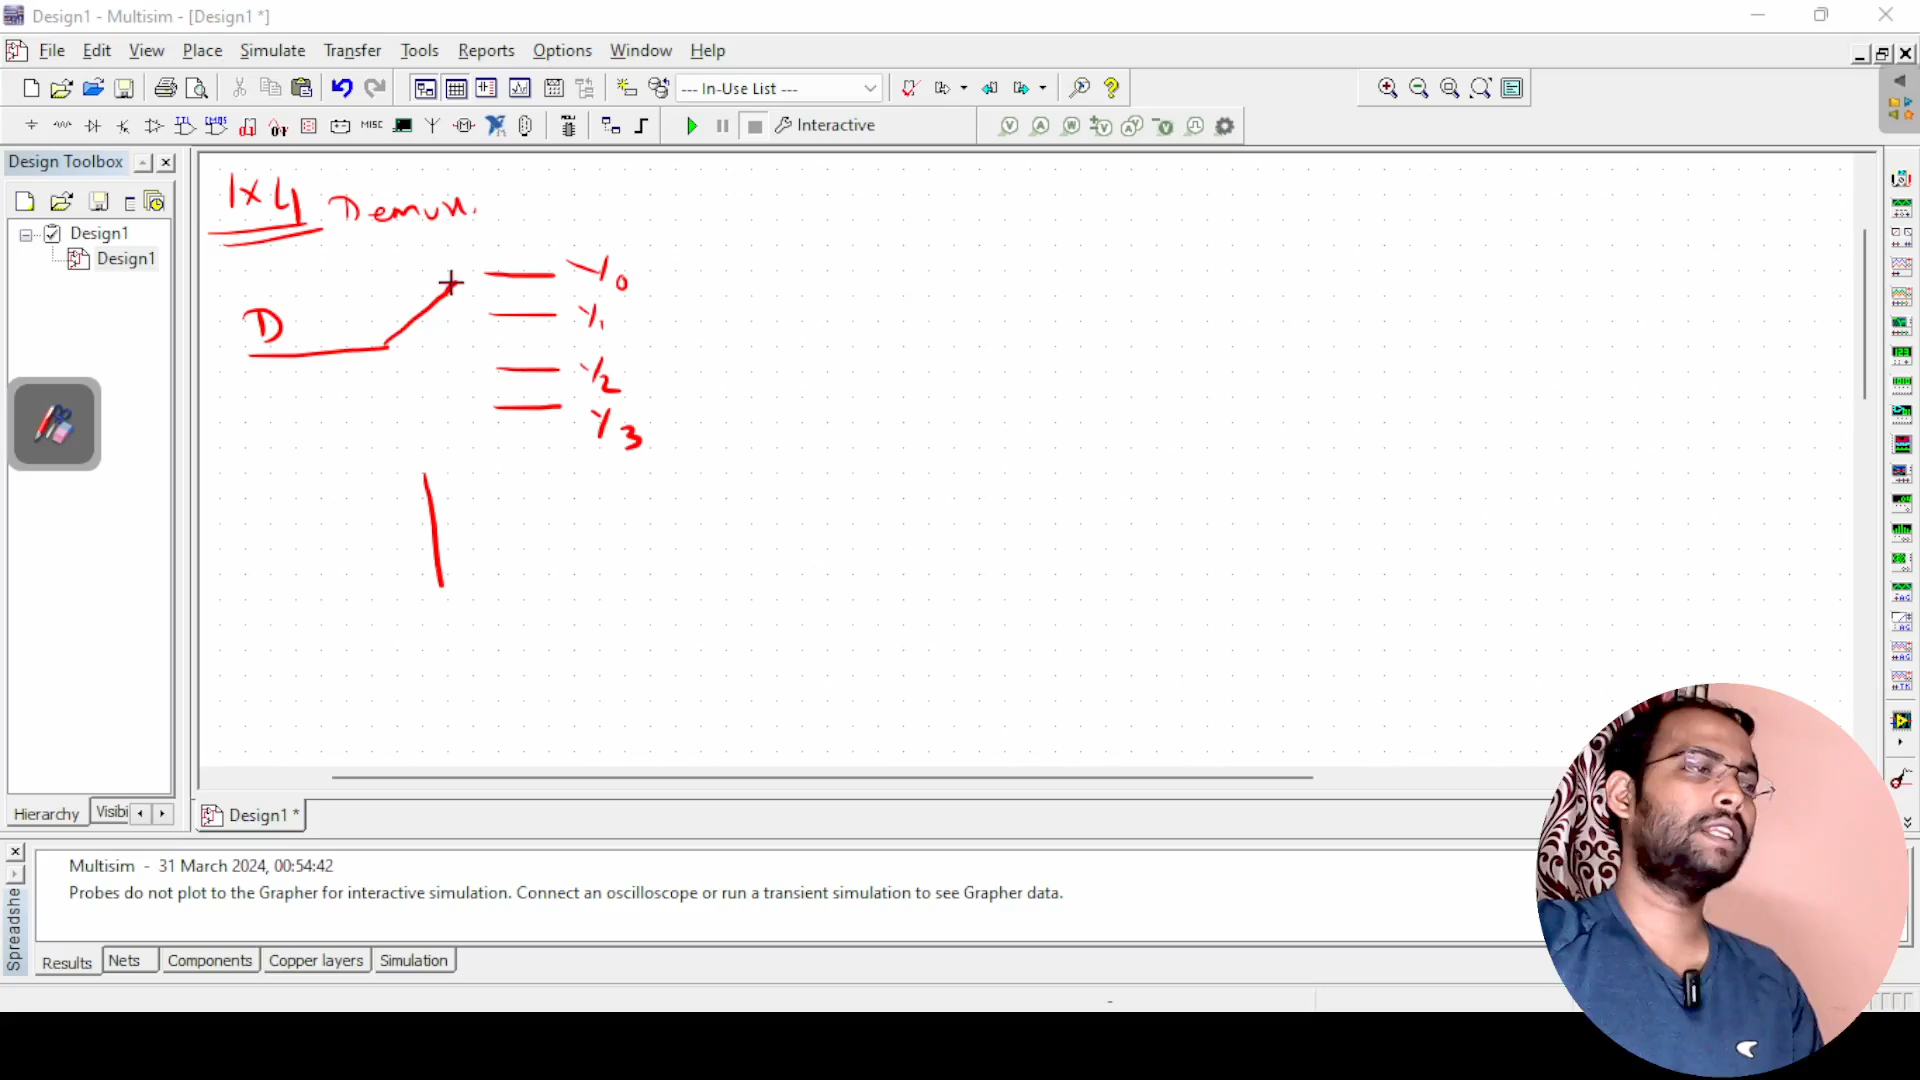 Design1 - Multisim - [Design1 *]
File Edit View Place Simulate Transfer Tools Reports Options Window Help
--- In-Use List ---
MISC Interactive
Design Toolbox
Design1
Design1
1x4 Demux.
D
Y0
Y1
Y2
Y3
Hierarchy Visibi
Design1 *
Multisim - 31 March 2024, 00:54:42
Probes do not plot to the Grapher for interactive simulation. Connect an oscilloscope or run a transient simulation to see Grapher data.
Spreadshe
Results Nets Components Copper layers Simulation
-